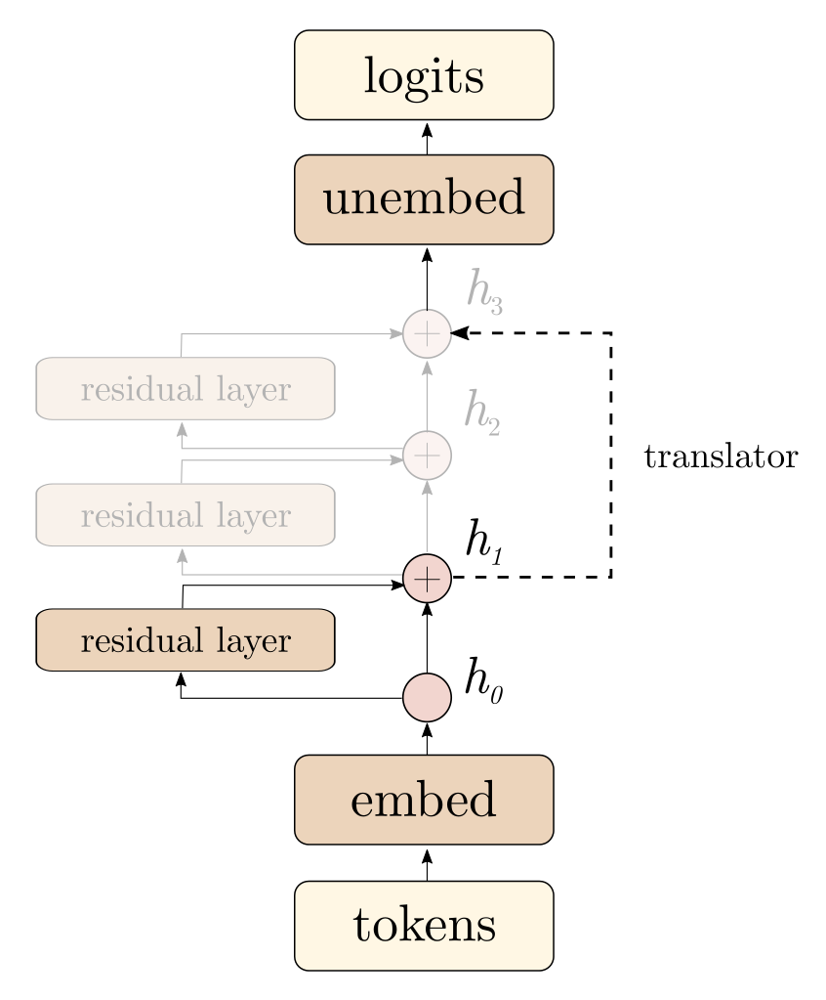 logits
unembed
h₃
+
residual layer
h₂
+
translator
residual layer
h₁
+
residual layer
h₀
embed
tokens